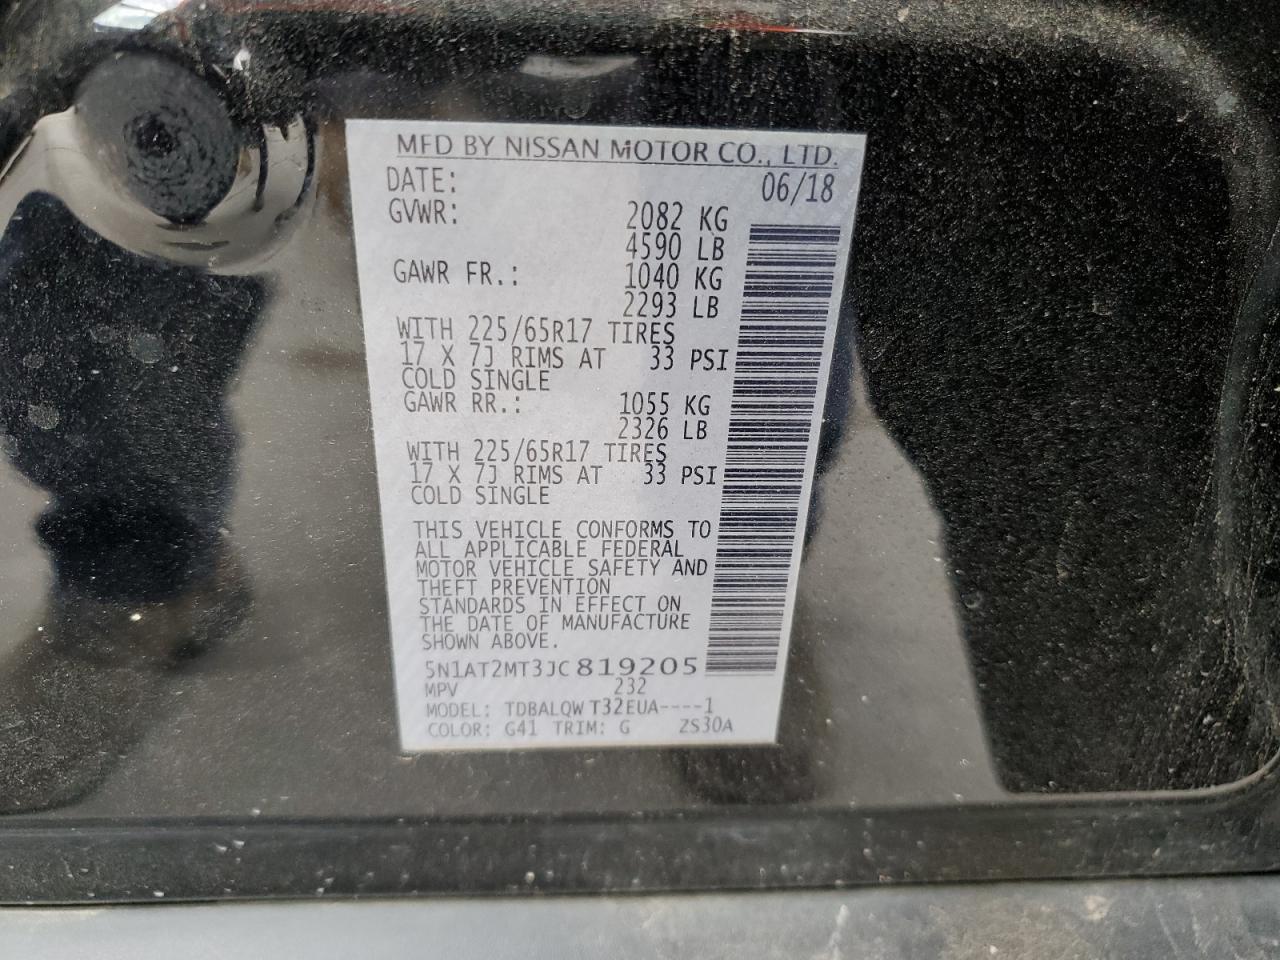 MFD BY NISSAN MOTOR CO., LTD.
DATE: 06/18
GVWR: 2082 KG
4590 LB
GAWR FR.: 1040 KG
2293 LB
WITH 225/65R17 TIRES
17 X 7J RIMS AT 33 PSI
COLD SINGLE
GAWR RR.: 1055 KG
2326 LB
WITH 225/65R17 TIRES
17 X 7J RIMS AT 33 PSI
COLD SINGLE
THIS VEHICLE CONFORMS TO
ALL APPLICABLE FEDERAL
MOTOR VEHICLE SAFETY AND
THEFT PREVENTION
STANDARDS IN EFFECT ON
THE DATE OF MANUFACTURE
SHOWN ABOVE.
5N1AT2MT3JC819205
MPV 232
MODEL: TDBALQW T32EUA----1
COLOR: G41 TRIM: G ZS30A